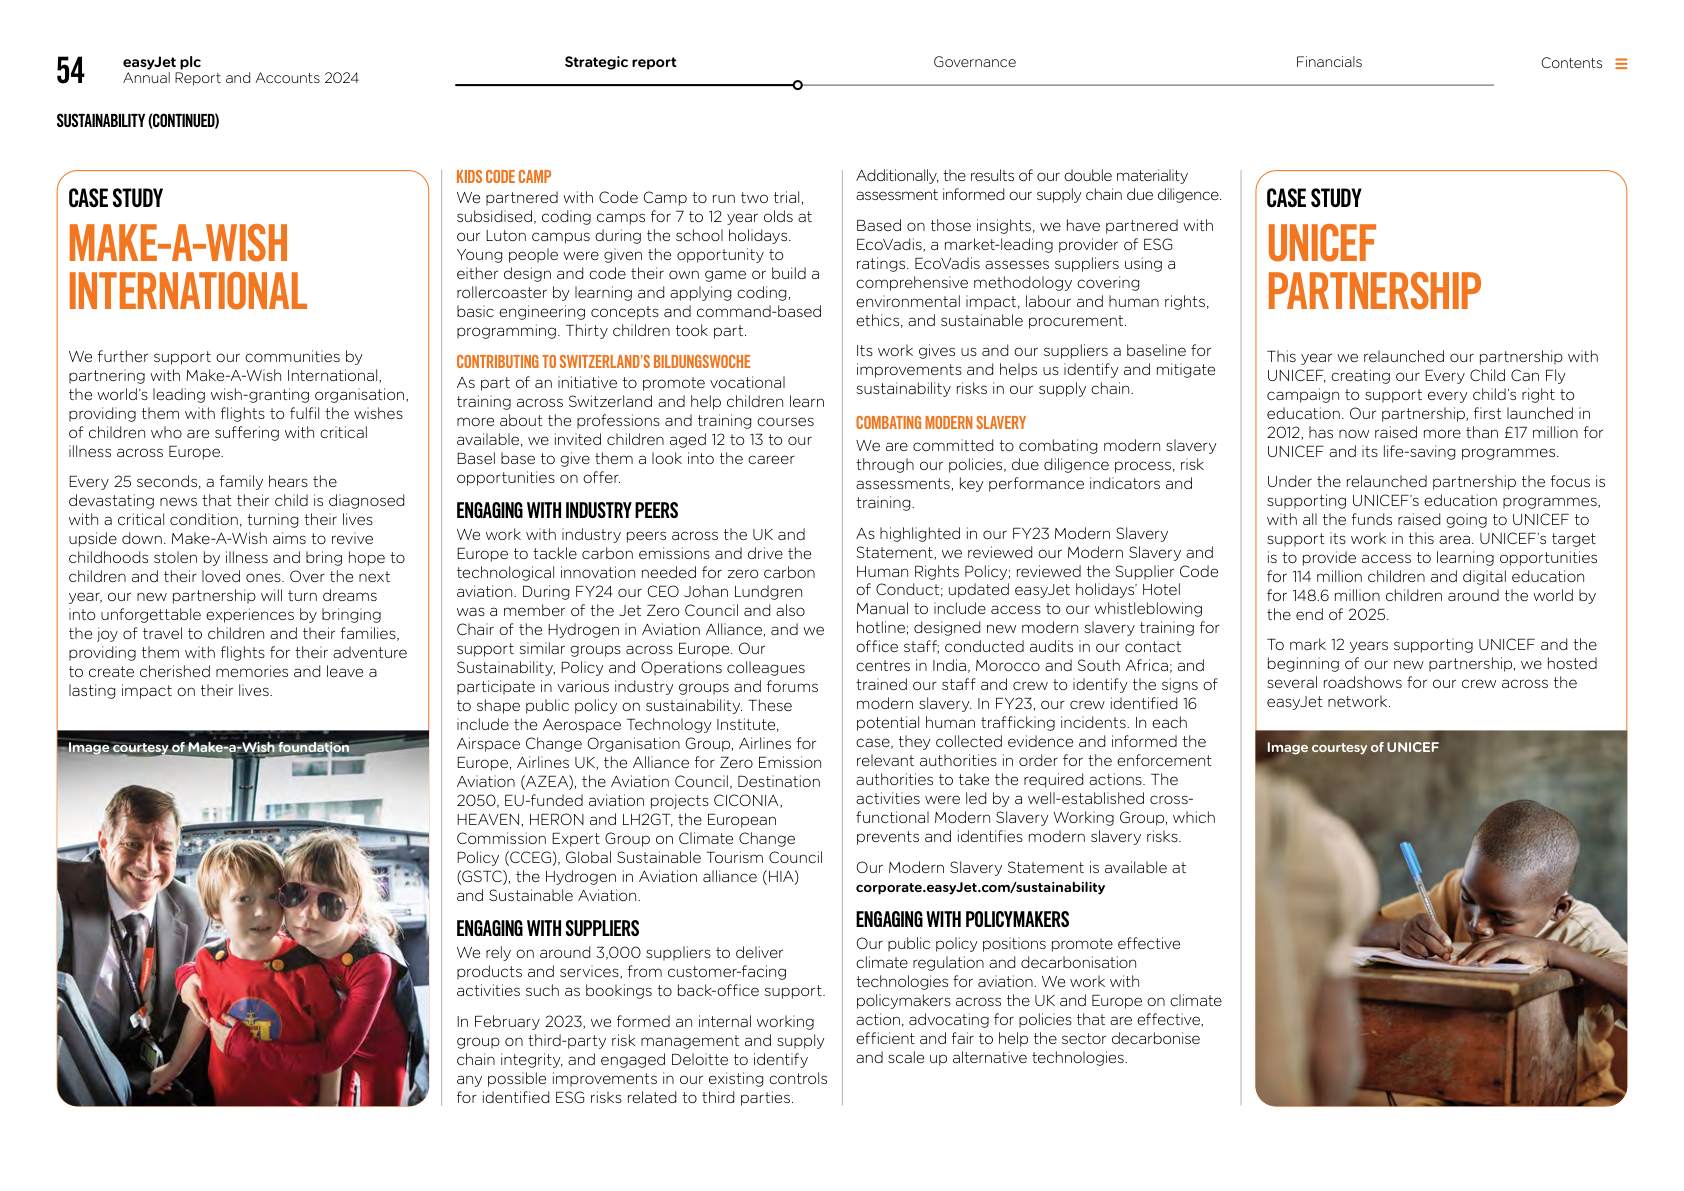 54
easyJet plc
Annual Report and Accounts 2024
Strategic report
Governance
Financials
Contents
SUSTAINABILITY (CONTINUED)
CASE STUDY
MAKE-A-WISH
INTERNATIONAL
We further support our communities by
partnering with Make-A-Wish International,
the world's leading wish-granting organisation,
providing them with flights to fulfil the wishes
of children who are suffering with critical
illness across Europe.
Every 25 seconds, a family hears the
devastating news that their child is diagnosed
with a critical condition, turning their lives
upside down. Make-A-Wish aims to revive
childhoods stolen by illness and bring hope to
children and their loved ones. Over the next
year, our new partnership will turn dreams
into unforgettable experiences by bringing
the joy of travel to children and their families,
providing them with flights for their adventure
to create cherished memories and leave a
lasting impact on their lives.
Image courtesy of Make-a-Wish foundation
KIDS CODE CAMP
We partnered with Code Camp to run two trial,
subsidised, coding camps for 7 to 12 year olds at
our Luton campus during the school holidays.
Young people were given the opportunity to
either design and code their own game or build a
rollercoaster by learning and applying coding,
basic engineering concepts and command-based
programming. Thirty children took part.
CONTRIBUTING TO SWITZERLAND'S BILDUNGSWOCHE
As part of an initiative to promote vocational
training across Switzerland and help children learn
more about the professions and training courses
available, we invited children aged 12 to 13 to our
Basel base to give them a look into the career
opportunities on offer.
ENGAGING WITH INDUSTRY PEERS
We work with industry peers across the UK and
Europe to tackle carbon emissions and drive the
technological innovation needed for zero carbon
aviation. During FY24 our CEO Johan Lundgren
was a member of the Jet Zero Council and also
Chair of the Hydrogen in Aviation Alliance, and we
support similar groups across Europe. Our
Sustainability, Policy and Operations colleagues
participate in various industry groups and forums
to shape public policy on sustainability. These
include the Aerospace Technology Institute,
Airspace Change Organisation Group, Airlines for
Europe, Airlines UK, the Alliance for Zero Emission
Aviation (AZEA), the Aviation Council, Destination
2050, EU-funded aviation projects CICONIA,
HEAVEN, HERON and LH2GT, the European
Commission Expert Group on Climate Change
Policy (CCEG), Global Sustainable Tourism Council
(GSTC), the Hydrogen in Aviation alliance (HIA)
and Sustainable Aviation.
ENGAGING WITH SUPPLIERS
We rely on around 3,000 suppliers to deliver
products and services, from customer-facing
activities such as bookings to back-office support.
In February 2023, we formed an internal working
group on third-party risk management and supply
chain integrity, and engaged Deloitte to identify
any possible improvements in our existing controls
for identified ESG risks related to third parties.
Additionally, the results of our double materiality
assessment informed our supply chain due diligence.
Based on those insights, we have partnered with
EcoVadis, a market-leading provider of ESG
ratings. EcoVadis assesses suppliers using a
comprehensive methodology covering
environmental impact, labour and human rights,
ethics, and sustainable procurement.
Its work gives us and our suppliers a baseline for
improvements and helps us identify and mitigate
sustainability risks in our supply chain.
COMBATING MODERN SLAVERY
We are committed to combating modern slavery
through our policies, due diligence process, risk
assessments, key performance indicators and
training.
As highlighted in our FY23 Modern Slavery
Statement, we reviewed our Modern Slavery and
Human Rights Policy; reviewed the Supplier Code
of Conduct; updated easyJet holidays' Hotel
Manual to include access to our whistleblowing
hotline; designed new modern slavery training for
office staff; conducted audits in our contact
centres in India, Morocco and South Africa; and
trained our staff and crew to identify the signs of
modern slavery. In FY23, our crew identified 16
potential human trafficking incidents. In each
case, they collected evidence and informed the
relevant authorities in order for the enforcement
authorities to take the required actions. The
activities were led by a well-established cross-
functional Modern Slavery Working Group, which
prevents and identifies modern slavery risks.
Our Modern Slavery Statement is available at
corporate.easyJet.com/sustainability
ENGAGING WITH POLICYMAKERS
Our public policy positions promote effective
climate regulation and decarbonisation
technologies for aviation. We work with
policymakers across the UK and Europe on climate
action, advocating for policies that are effective,
efficient and fair to help the sector decarbonise
and scale up alternative technologies.
CASE STUDY
UNICEF
PARTNERSHIP
This year we relaunched our partnership with
UNICEF, creating our Every Child Can Fly
campaign to support every child's right to
education. Our partnership, first launched in
2012, has now raised more than £17 million for
UNICEF and its life-saving programmes.
Under the relaunched partnership the focus is
supporting UNICEF's education programmes,
with all the funds raised going to UNICEF to
support its work in this area. UNICEF's target
is to provide access to learning opportunities
for 114 million children and digital education
for 148.6 million children around the world by
the end of 2025.
To mark 12 years supporting UNICEF and the
beginning of our new partnership, we hosted
several roadshows for our crew across the
easyJet network.
Image courtesy of UNICEF